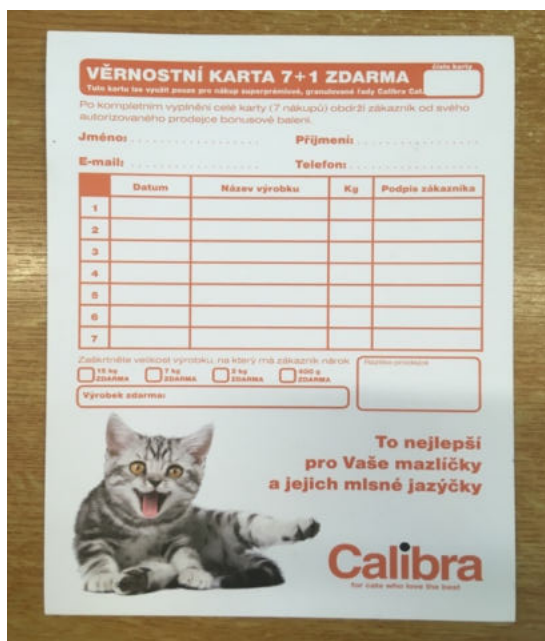 VĚRNOSTNÍ KARTA 7+1 ZDARMA
číslo karty
Tuto kartu lze využít pouze pro nákup superprémiové, granulované řady Calibra Cat.
Po kompletním vyplnění celé karty (7 nákupů) obdrží zákazník od svého
autorizovaného prodejce bonusové balení.
Jméno: Příjmení:
E-mail: Telefon:
Datum Název výrobku Kg Podpis zákazníka
1
2
3
4
5
6
7
Zaškrtněte velikost výrobku, na který má zákazník nárok
Razítko prodejce
15 kg ZDARMA 7 kg ZDARMA 2 kg ZDARMA 400 g ZDARMA
Výrobek zdarma:
To nejlepší
pro Vaše mazlíčky
a jejich mlsné jazýčky
Calibra
for cats who love the best